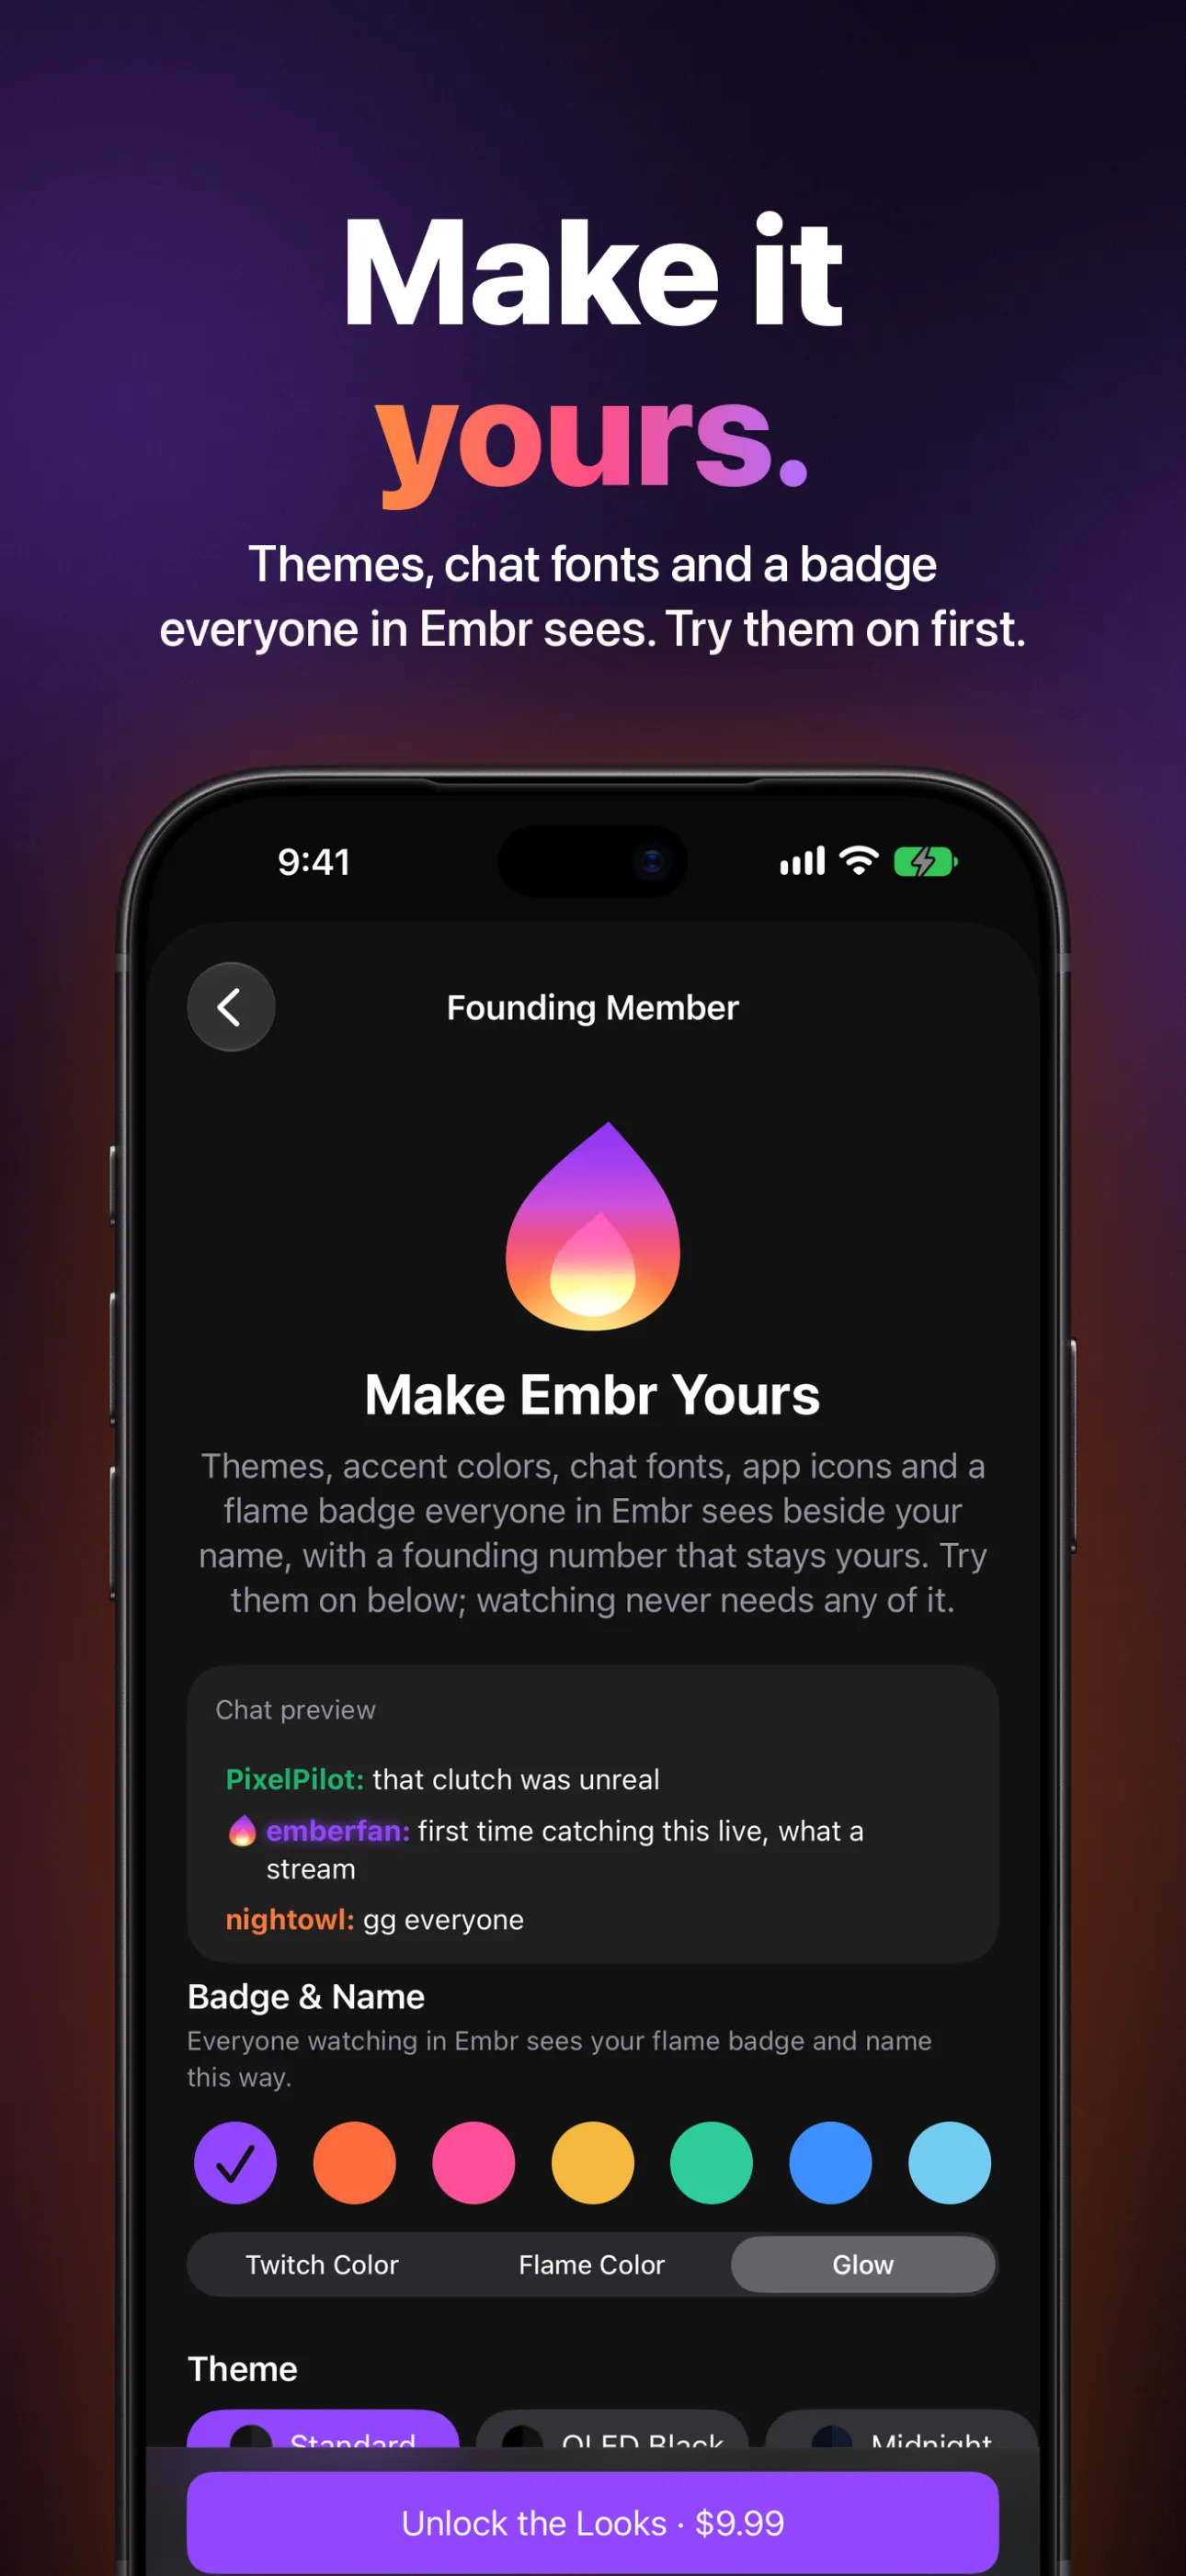 Make it
yours.
Themes, chat fonts and a badge
everyone in Embr sees. Try them on first.
9:41
Founding Member
Make Embr Yours
Themes, accent colors, chat fonts, app icons and a
flame badge everyone in Embr sees beside your
name, with a founding number that stays yours. Try
them on below; watching never needs any of it.
Chat preview
PixelPilot: that clutch was unreal
emberfan: first time catching this live, what a
stream
nightowl: gg everyone
Badge & Name
Everyone watching in Embr sees your flame badge and name
this way.
Twitch Color Flame Color Glow
Theme
Standard OLED Black Midnight
Unlock the Looks · $9.99